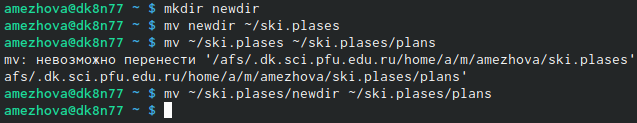 amezhova@dk8n77 ~ $ mkdir newdir
amezhova@dk8n77 ~ $ mv newdir ~/ski.plases
amezhova@dk8n77 ~ $ mv ~/ski.plases ~/ski.plases/plans
mv: невозможно перенести '/afs/.dk.sci.pfu.edu.ru/home/a/m/amezhova/ski.plases'
afs/.dk.sci.pfu.edu.ru/home/a/m/amezhova/ski.plases/plans'
amezhova@dk8n77 ~ $ mv ~/ski.plases/newdir ~/ski.plases/plans
amezhova@dk8n77 ~ $